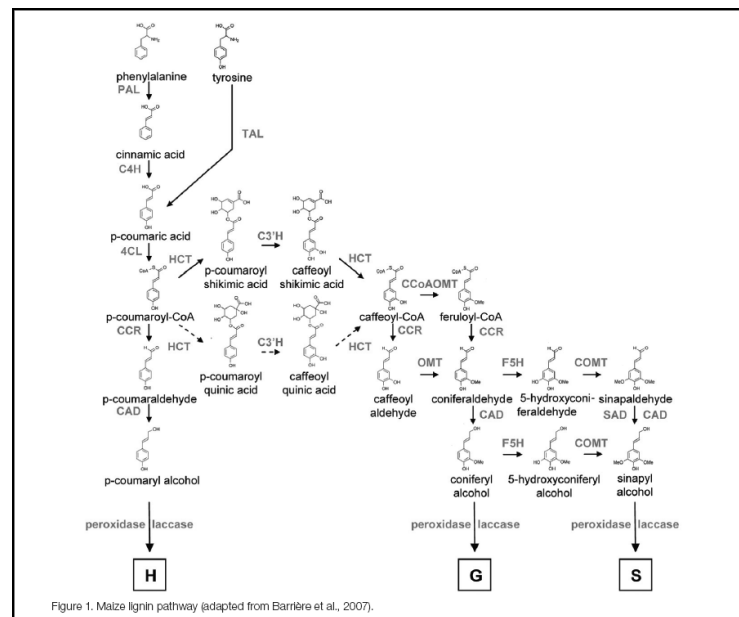 phenylalanine
tyrosine
PAL
TAL
cinnamic acid
C4H
p-coumaric acid
4CL
HCT
C3'H
HCT
p-coumaroyl
shikimic acid
caffeoyl
shikimic acid
p-coumaroyl-CoA
CCR
HCT
C3'H
HCT
p-coumaroyl
quinic acid
caffeoyl
quinic acid
CCoAOMT
caffeoyl-CoA
feruloyl-CoA
CCR
CCR
p-coumaraldehyde
CAD
OMT
F5H
COMT
caffeoyl
aldehyde
coniferaldehyde
5-hydroxyconi-
feraldehyde
sinapaldehyde
CAD
SAD CAD
F5H
COMT
p-coumaryl alcohol
coniferyl
alcohol
5-hydroxyconiferyl
alcohol
sinapyl
alcohol
peroxidase laccase
peroxidase laccase
peroxidase laccase
H
G
S
Figure 1. Maize lignin pathway (adapted from Barrière et al., 2007).